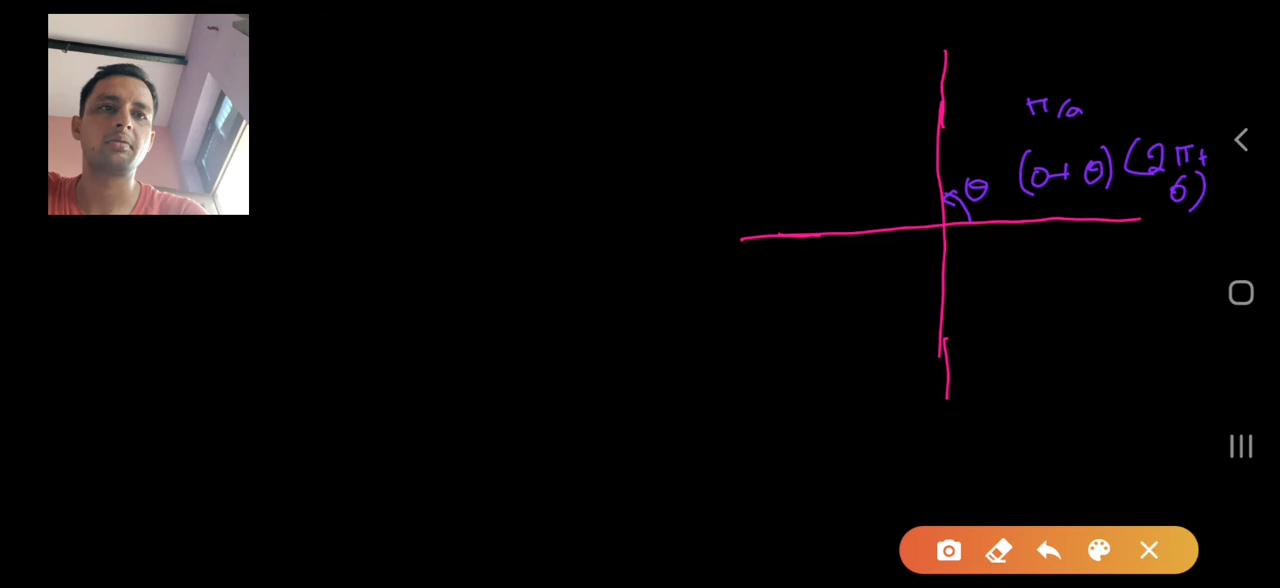 π/2
θ (0+ θ) (2π+
θ)